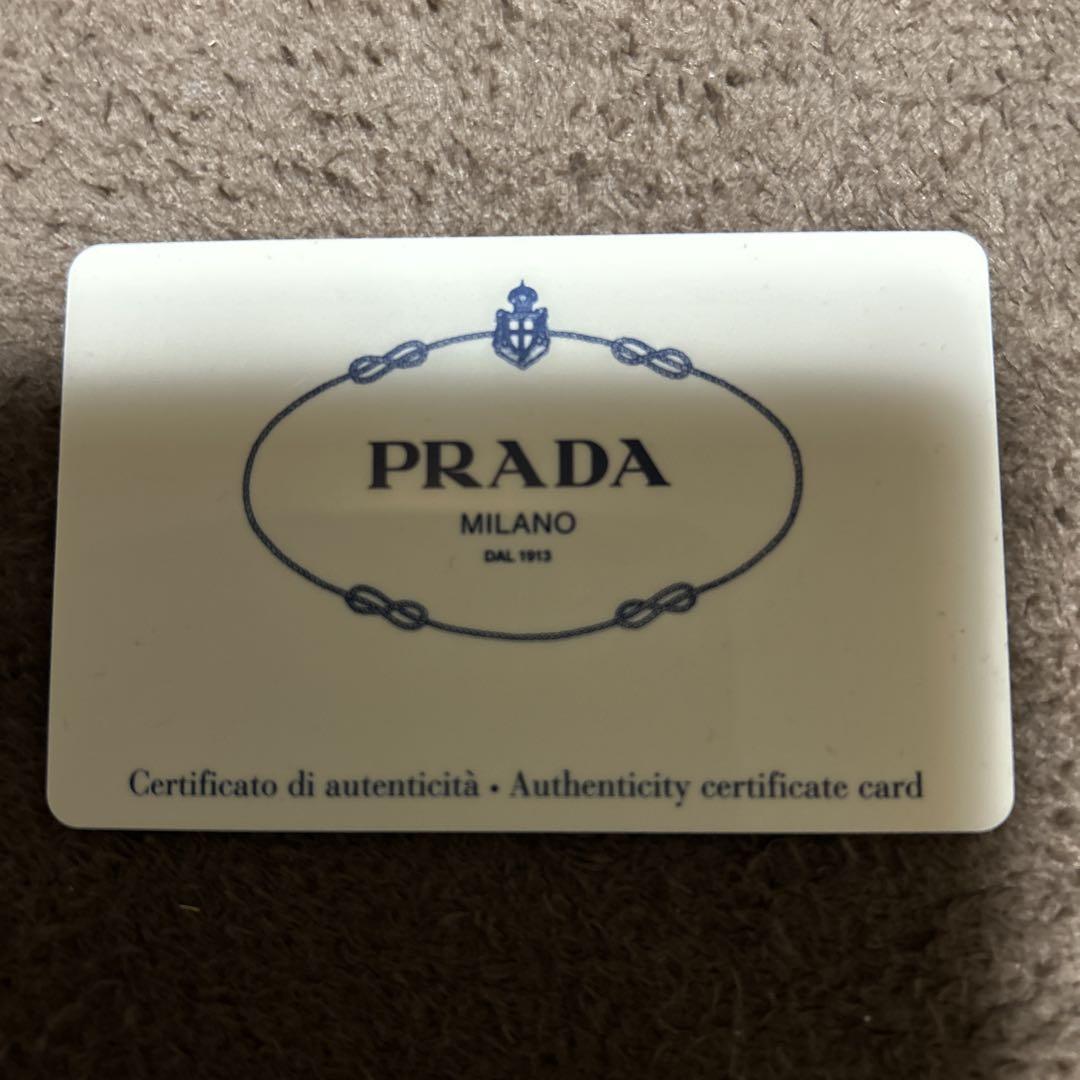 PRADA
MILANO
DAL 1913
Certificato di autenticità • Authenticity certificate card